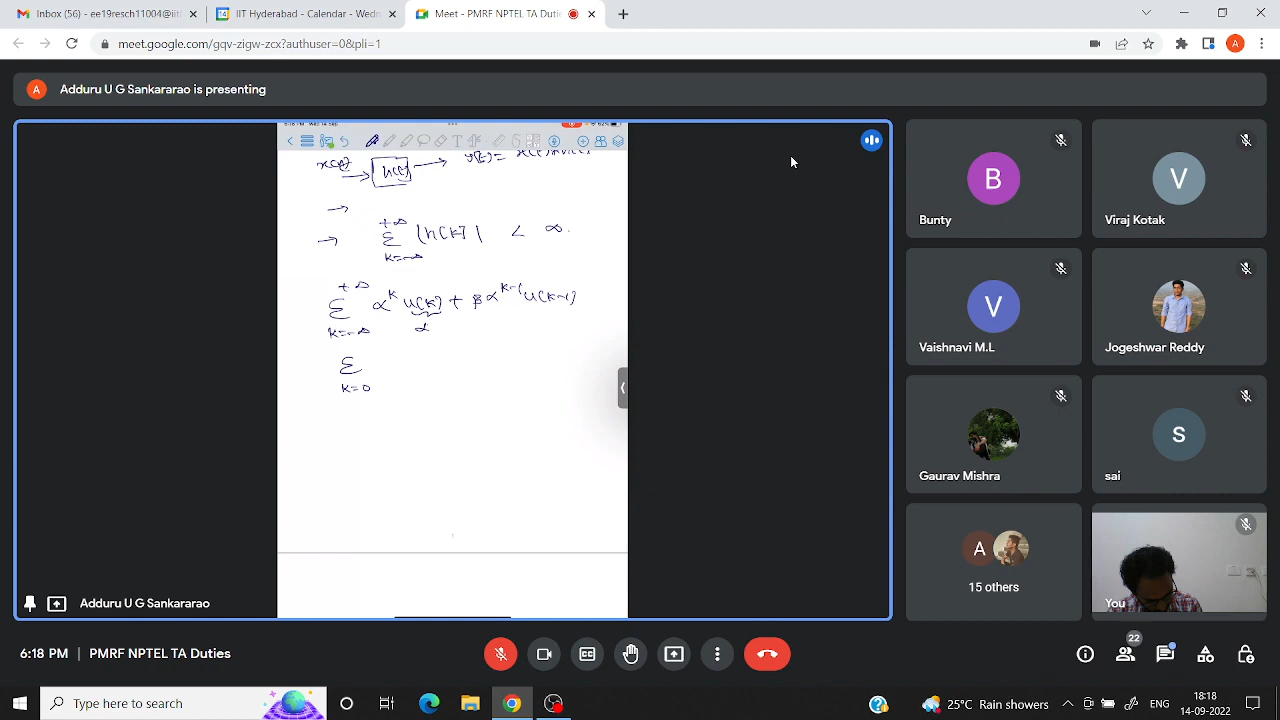 Inbox (56) - ee19resch11004@iit
IIT Hyderabad - Calendar - Wedn
Meet - PMRF NPTEL TA Duties
meet.google.com/gqv-zigw-zcx?authuser=0&pli=1
A
A Adduru U G Sankararao is presenting
x(t) → h(t) → y(t) =
→
→ +∞ Σ k=-∞ |h[k]| < ∞.
+∞ Σ k=-∞ α^k u[k] + β α^{k-1} u[k-1]
α
Σ
k=0
1
B
Bunty
V
Viraj Kotak
V
Vaishnavi M.L
Jogeshwar Reddy
Gaurav Mishra
S
sai
A
15 others
You
Adduru U G Sankararao
6:18 PM | PMRF NPTEL TA Duties
22
Type here to search
25°C Rain showers
ENG
18:18
14-09-2022